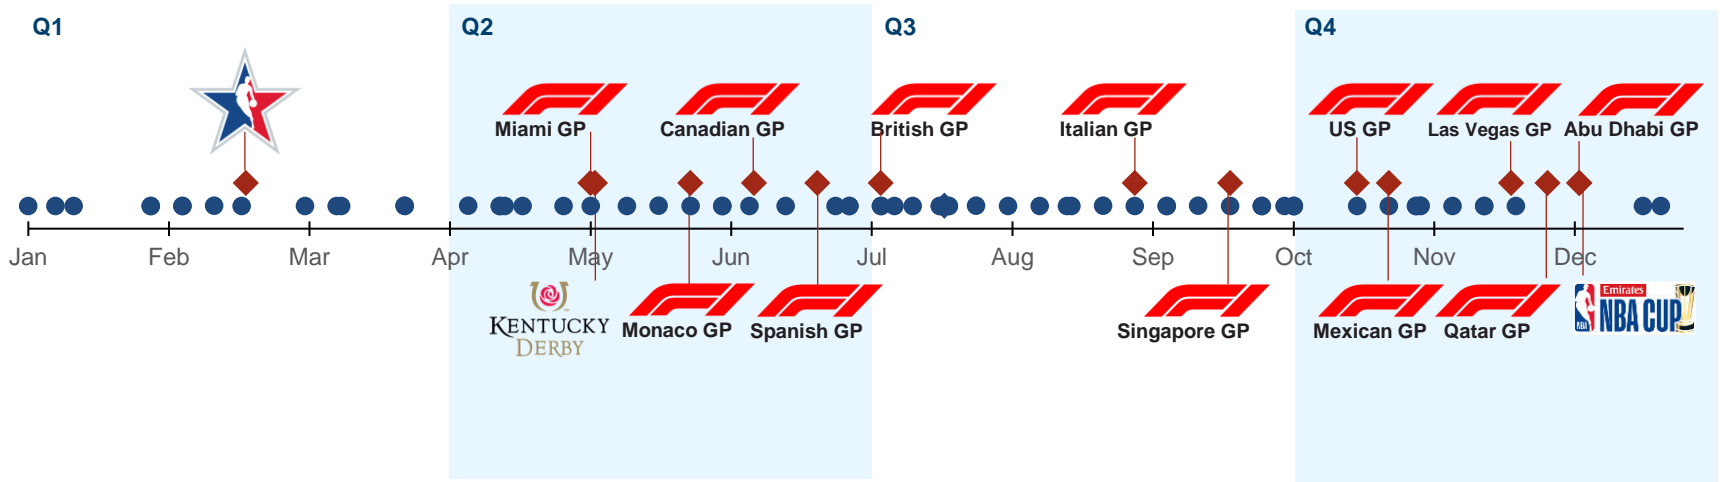 Q1
Q2
Q3
Q4
Miami GP
Canadian GP
British GP
Italian GP
US GP
Las Vegas GP
Abu Dhabi GP
Jan
Feb
Mar
Apr
May
Jun
Jul
Aug
Sep
Oct
Nov
Dec
KENTUCKY
DERBY
Monaco GP
Spanish GP
Singapore GP
Mexican GP
Qatar GP
Emirates
NBA
NBA CUP